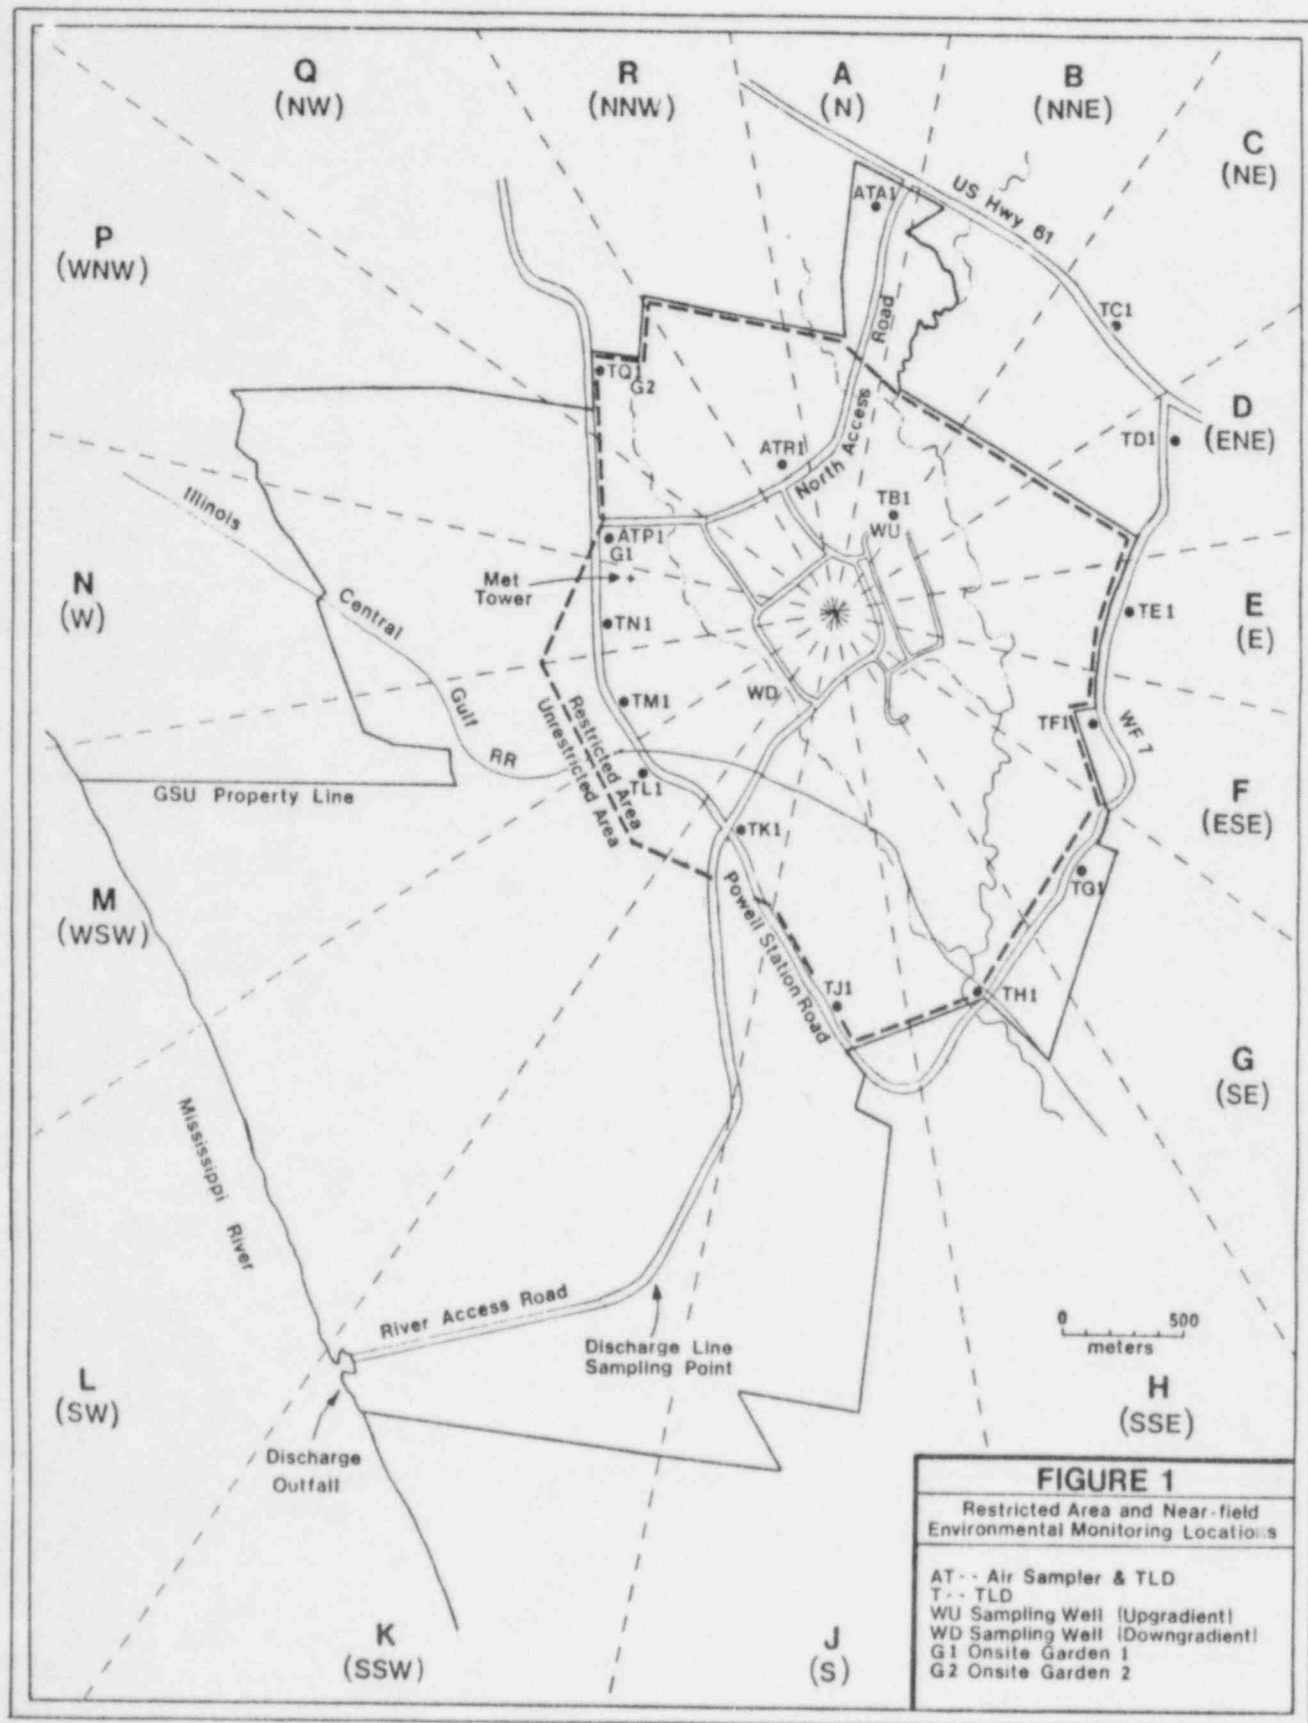 Q
(NW)
R
(NNW)
A
(N)
B
(NNE)
C
(NE)
P
(WNW)
US Hwy 61
ATA1
TC1
North Access Road
TQ1
G2
D
(ENE)
TD1
ATR1
TB1
WU
Illinois
Central
Gulf
RR
ATP1
G1
Met
Tower
N
(W)
TN1
TE1
E
(E)
TM1
WD
TF1
WF7
Restricted Area
Unrestricted Area
GSU Property Line
TL1
TK1
F
(ESE)
TG1
M
(WSW)
Powell Station Road
TJ1
TH1
G
(SE)
Mississippi River
River Access Road
Discharge Line
Sampling Point
0 500
meters
L
(SW)
H
(SSE)
Discharge
Outfall
K
(SSW)
J
(S)
FIGURE 1
Restricted Area and Near-field
Environmental Monitoring Locations
AT-- Air Sampler & TLD
T-- TLD
WU Sampling Well (Upgradient)
WD Sampling Well (Downgradient)
G1 Onsite Garden 1
G2 Onsite Garden 2